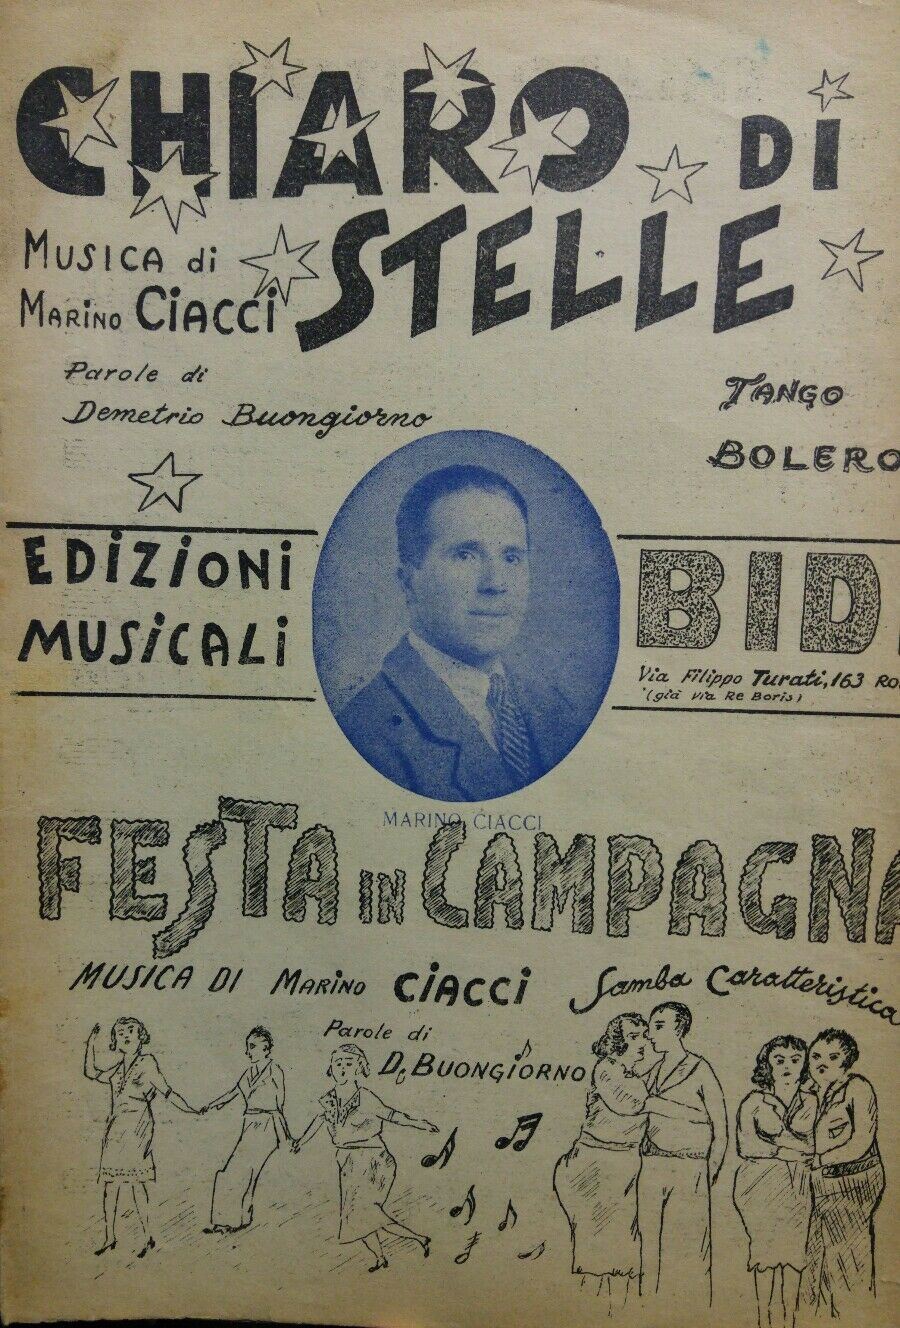 CHIARO DI
STELLE
MUSICA di
MARINO CIACCI
Parole di
Demetrio Buongiorno
TANGO
BOLERO
EDIZIONI
MUSICALI
BID
Via Filippo Turati, 163 RO
(già via Re Boris)
MARINO CIACCI
FESTA IN CAMPAGNA
MUSICA DI MARINO CIACCI
Samba Caratteristica
Parole di
D. BUONGIORNO